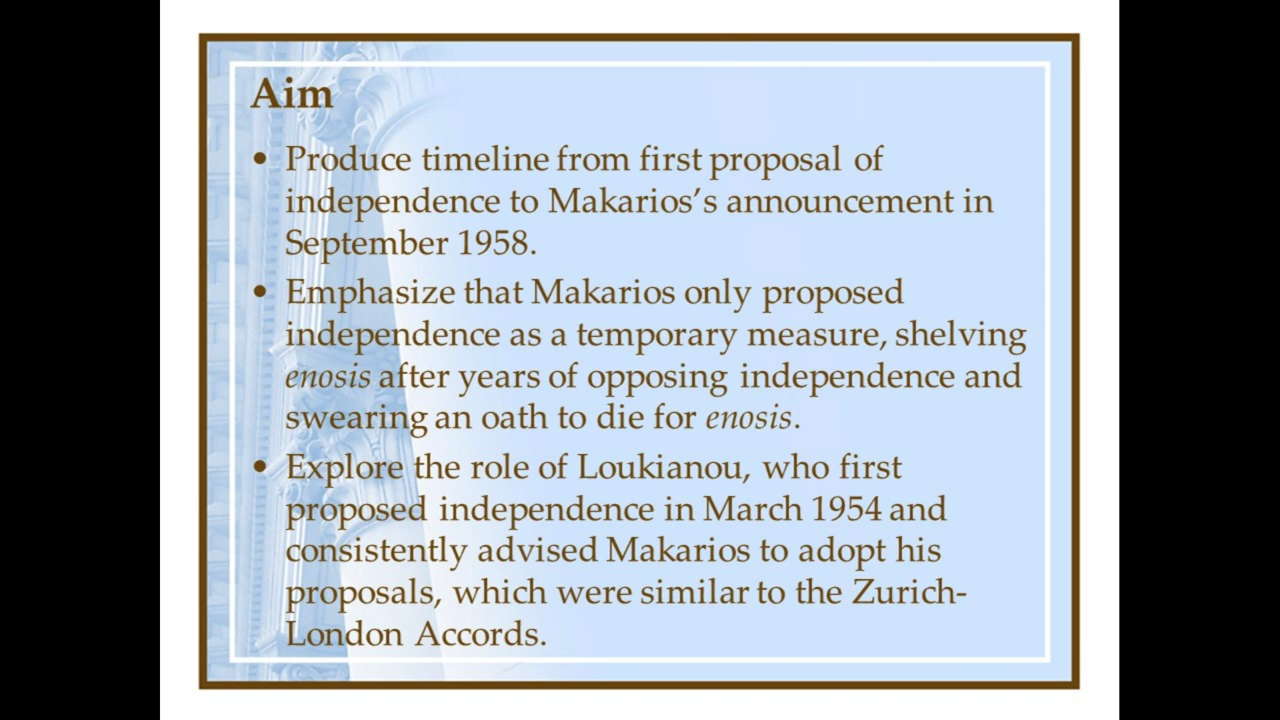 Aim
• Produce timeline from first proposal of
independence to Makarios’s announcement in
September 1958.
• Emphasize that Makarios only proposed
independence as a temporary measure, shelving
enosis after years of opposing independence and
swearing an oath to die for enosis.
• Explore the role of Loukianou, who first
proposed independence in March 1954 and
consistently advised Makarios to adopt his
proposals, which were similar to the Zurich-
London Accords.